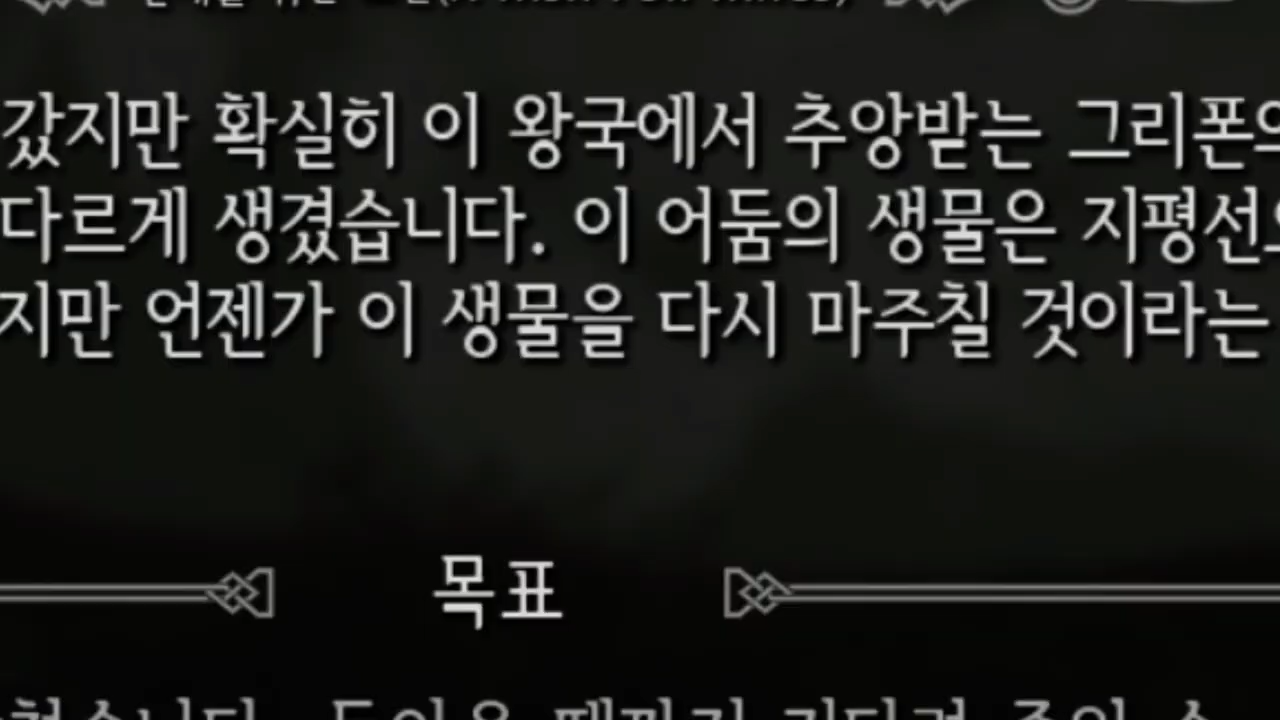 갔지만 확실히 이 왕국에서 추앙받는 그리폰의
다르게 생겼습니다. 이 어둠의 생물은 지평선으
지만 언젠가 이 생물을 다시 마주칠 것이라는
목표